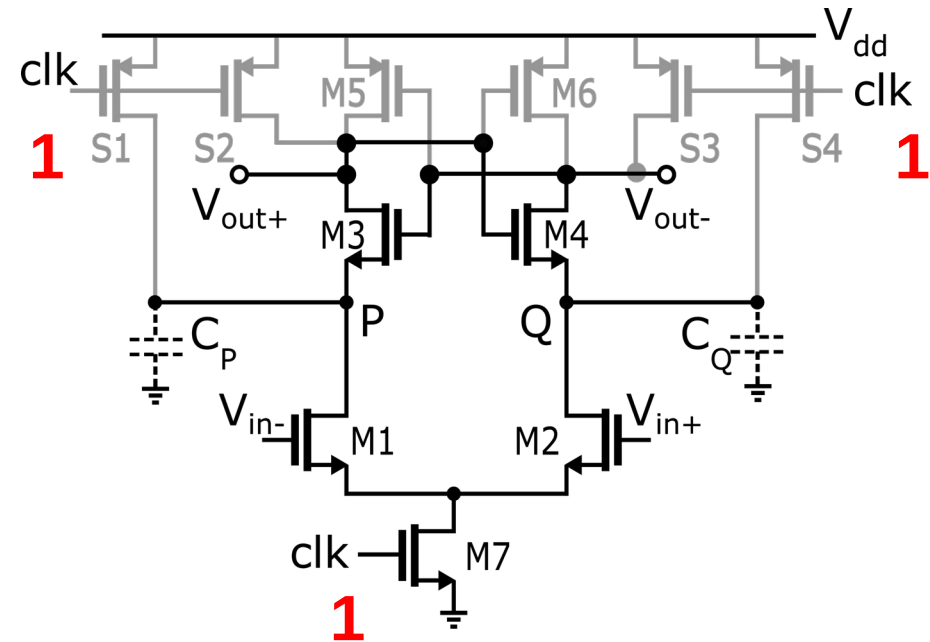 Vdd
clk
clk
M5
M6
S1
S2
S3
S4
1
1
Vout+
Vout-
M3
M4
P
Q
CP
CQ
Vin-
Vin+
M1
M2
clk
M7
1